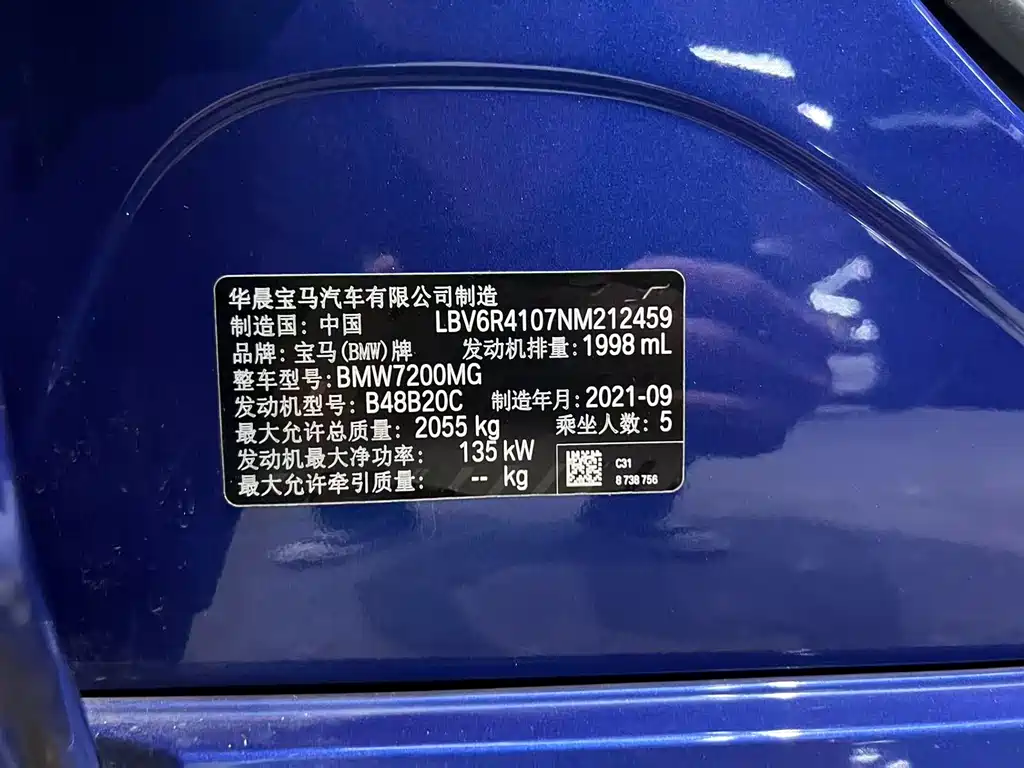 华晨宝马汽车有限公司制造
制造国: 中国 LBV6R4107NM212459
品牌: 宝马(BMW)牌 发动机排量: 1998 mL
整车型号: BMW7200MG
发动机型号: B48B20C 制造年月: 2021-09
最大允许总质量: 2055 kg 乘坐人数: 5
发动机最大净功率: 135 kW
最大允许牵引质量: -- kg
C31
8 738 756